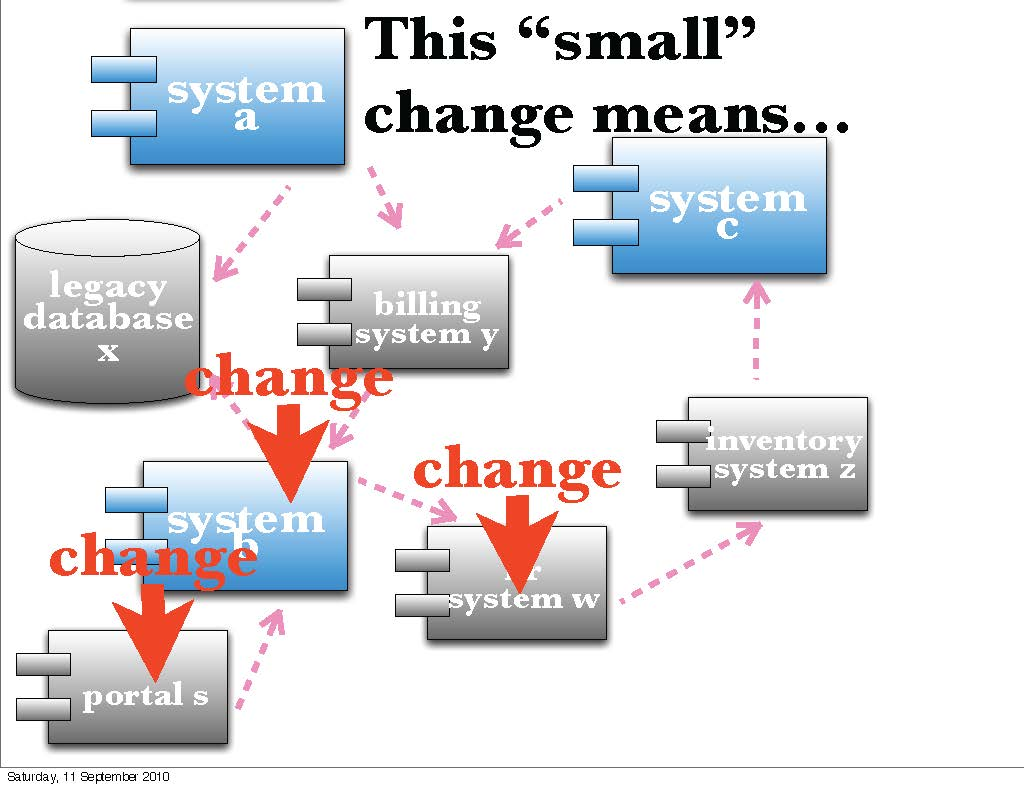 This “small”
change means...
system
a
system
c
legacy
database
x
billing
system y
change
inventory
system z
change
system
b
change
system w
portal s
Saturday, 11 September 2010